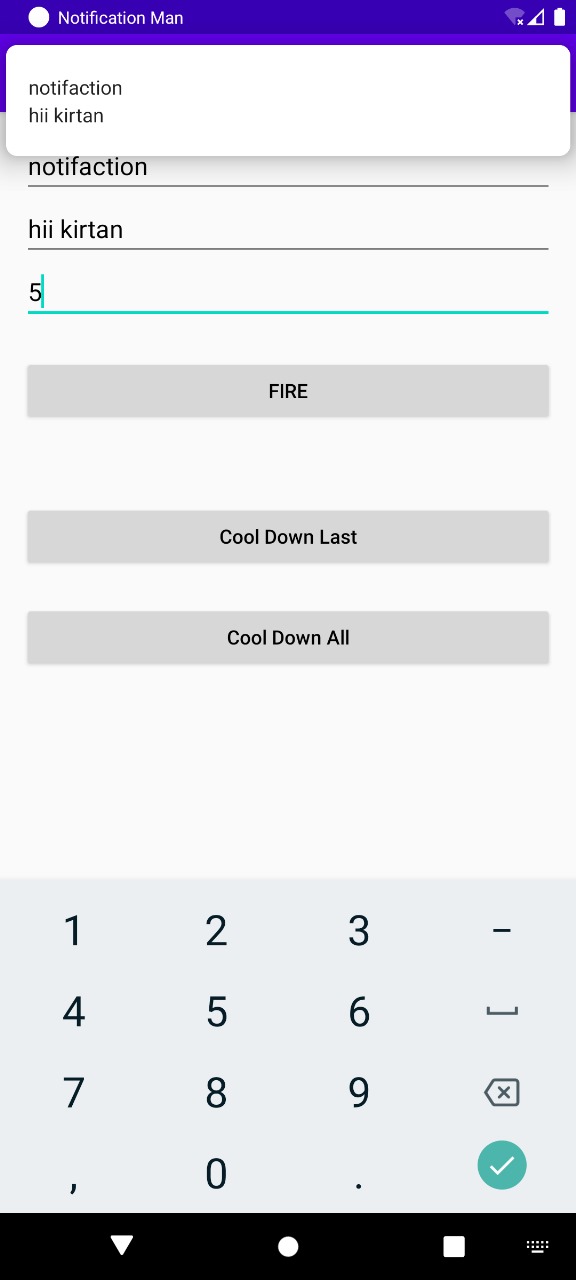 Notification Man
notifaction
hii kirtan
notifaction
hii kirtan
5
FIRE
Cool Down Last
Cool Down All
1 2 3 –
4 5 6
7 8 9
, 0 .